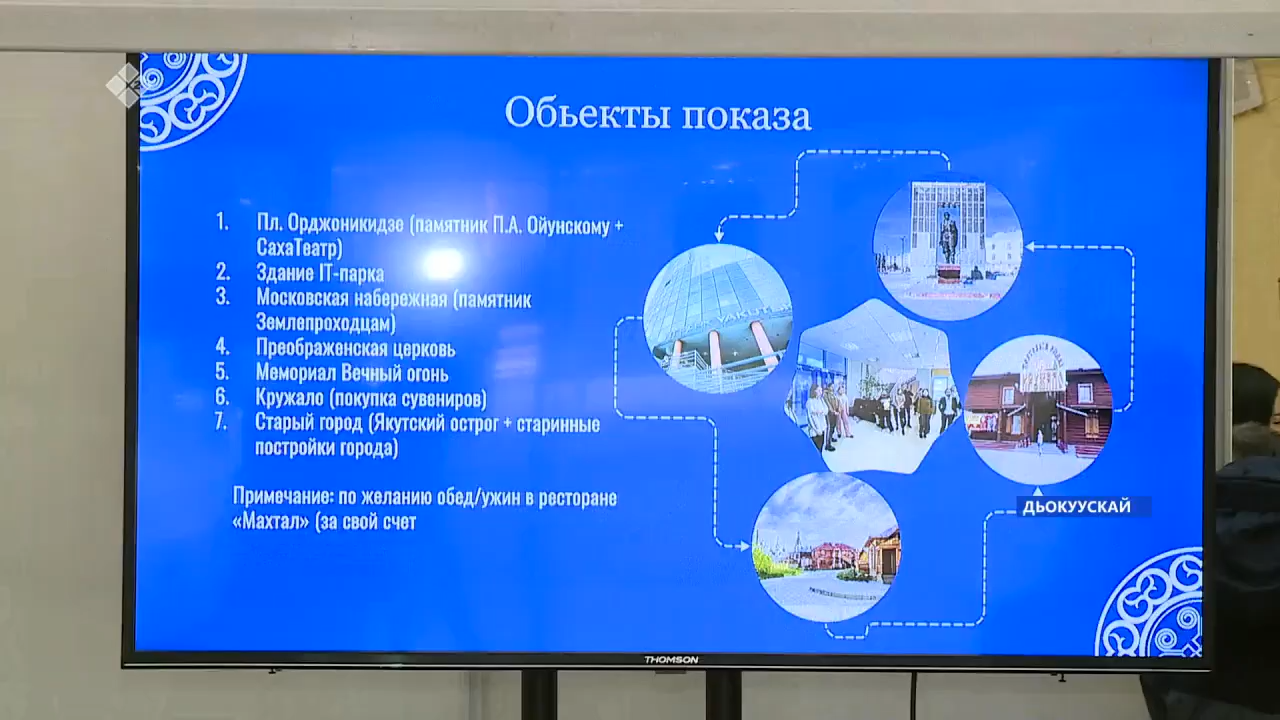 Обьекты показа
1. Пл. Орджоникидзе (памятник П.А. Ойунскому +
СахаТеатр)
2. Здание IT-парка
3. Московская набережная (памятник
Землепроходцам)
4. Преображенская церковь
5. Мемориал Вечный огонь
6. Кружало (покупка сувениров)
7. Старый город (Якутский острог + старинные
постройки города)
Примечание: по желанию обед/ужин в ресторане
«Махтал» (за свой счет
YAKUT
ДЬОКУУСКАЙ
THOMSON